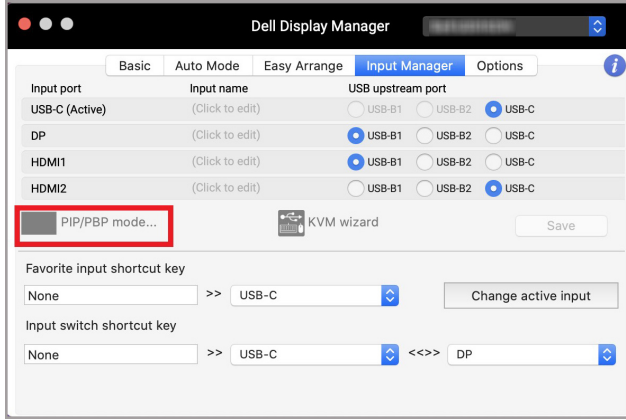 Dell Display Manager
Basic Auto Mode Easy Arrange Input Manager Options i
Input port Input name USB upstream port
USB-C (Active) (Click to edit) USB-B1 USB-B2 USB-C
DP (Click to edit) USB-B1 USB-B2 USB-C
HDMI1 (Click to edit) USB-B1 USB-B2 USB-C
HDMI2 (Click to edit) USB-B1 USB-B2 USB-C
PIP/PBP mode... KVM wizard Save
Favorite input shortcut key
None >> USB-C Change active input
Input switch shortcut key
None >> USB-C <<>> DP